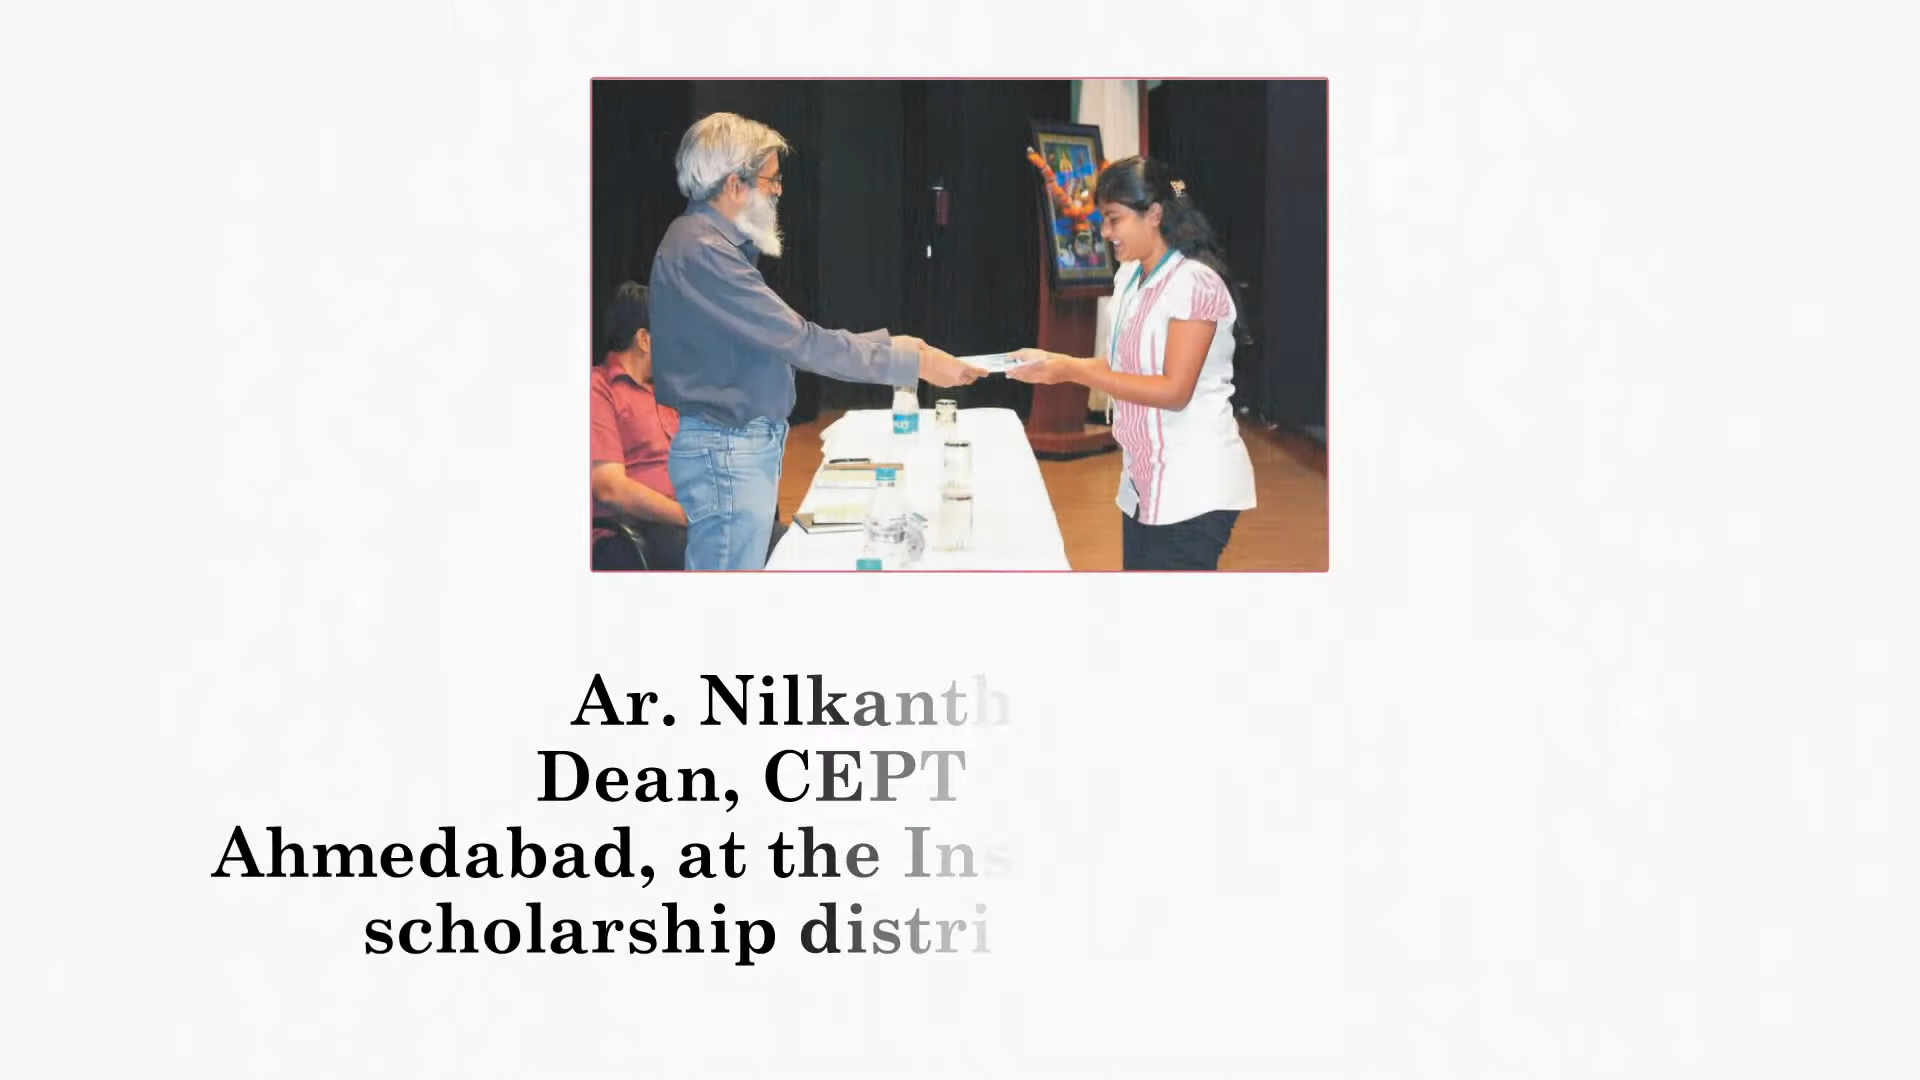 Ar. Nilkanth
Dean, CEPT
Ahmedabad, at the Ins
scholarship distri